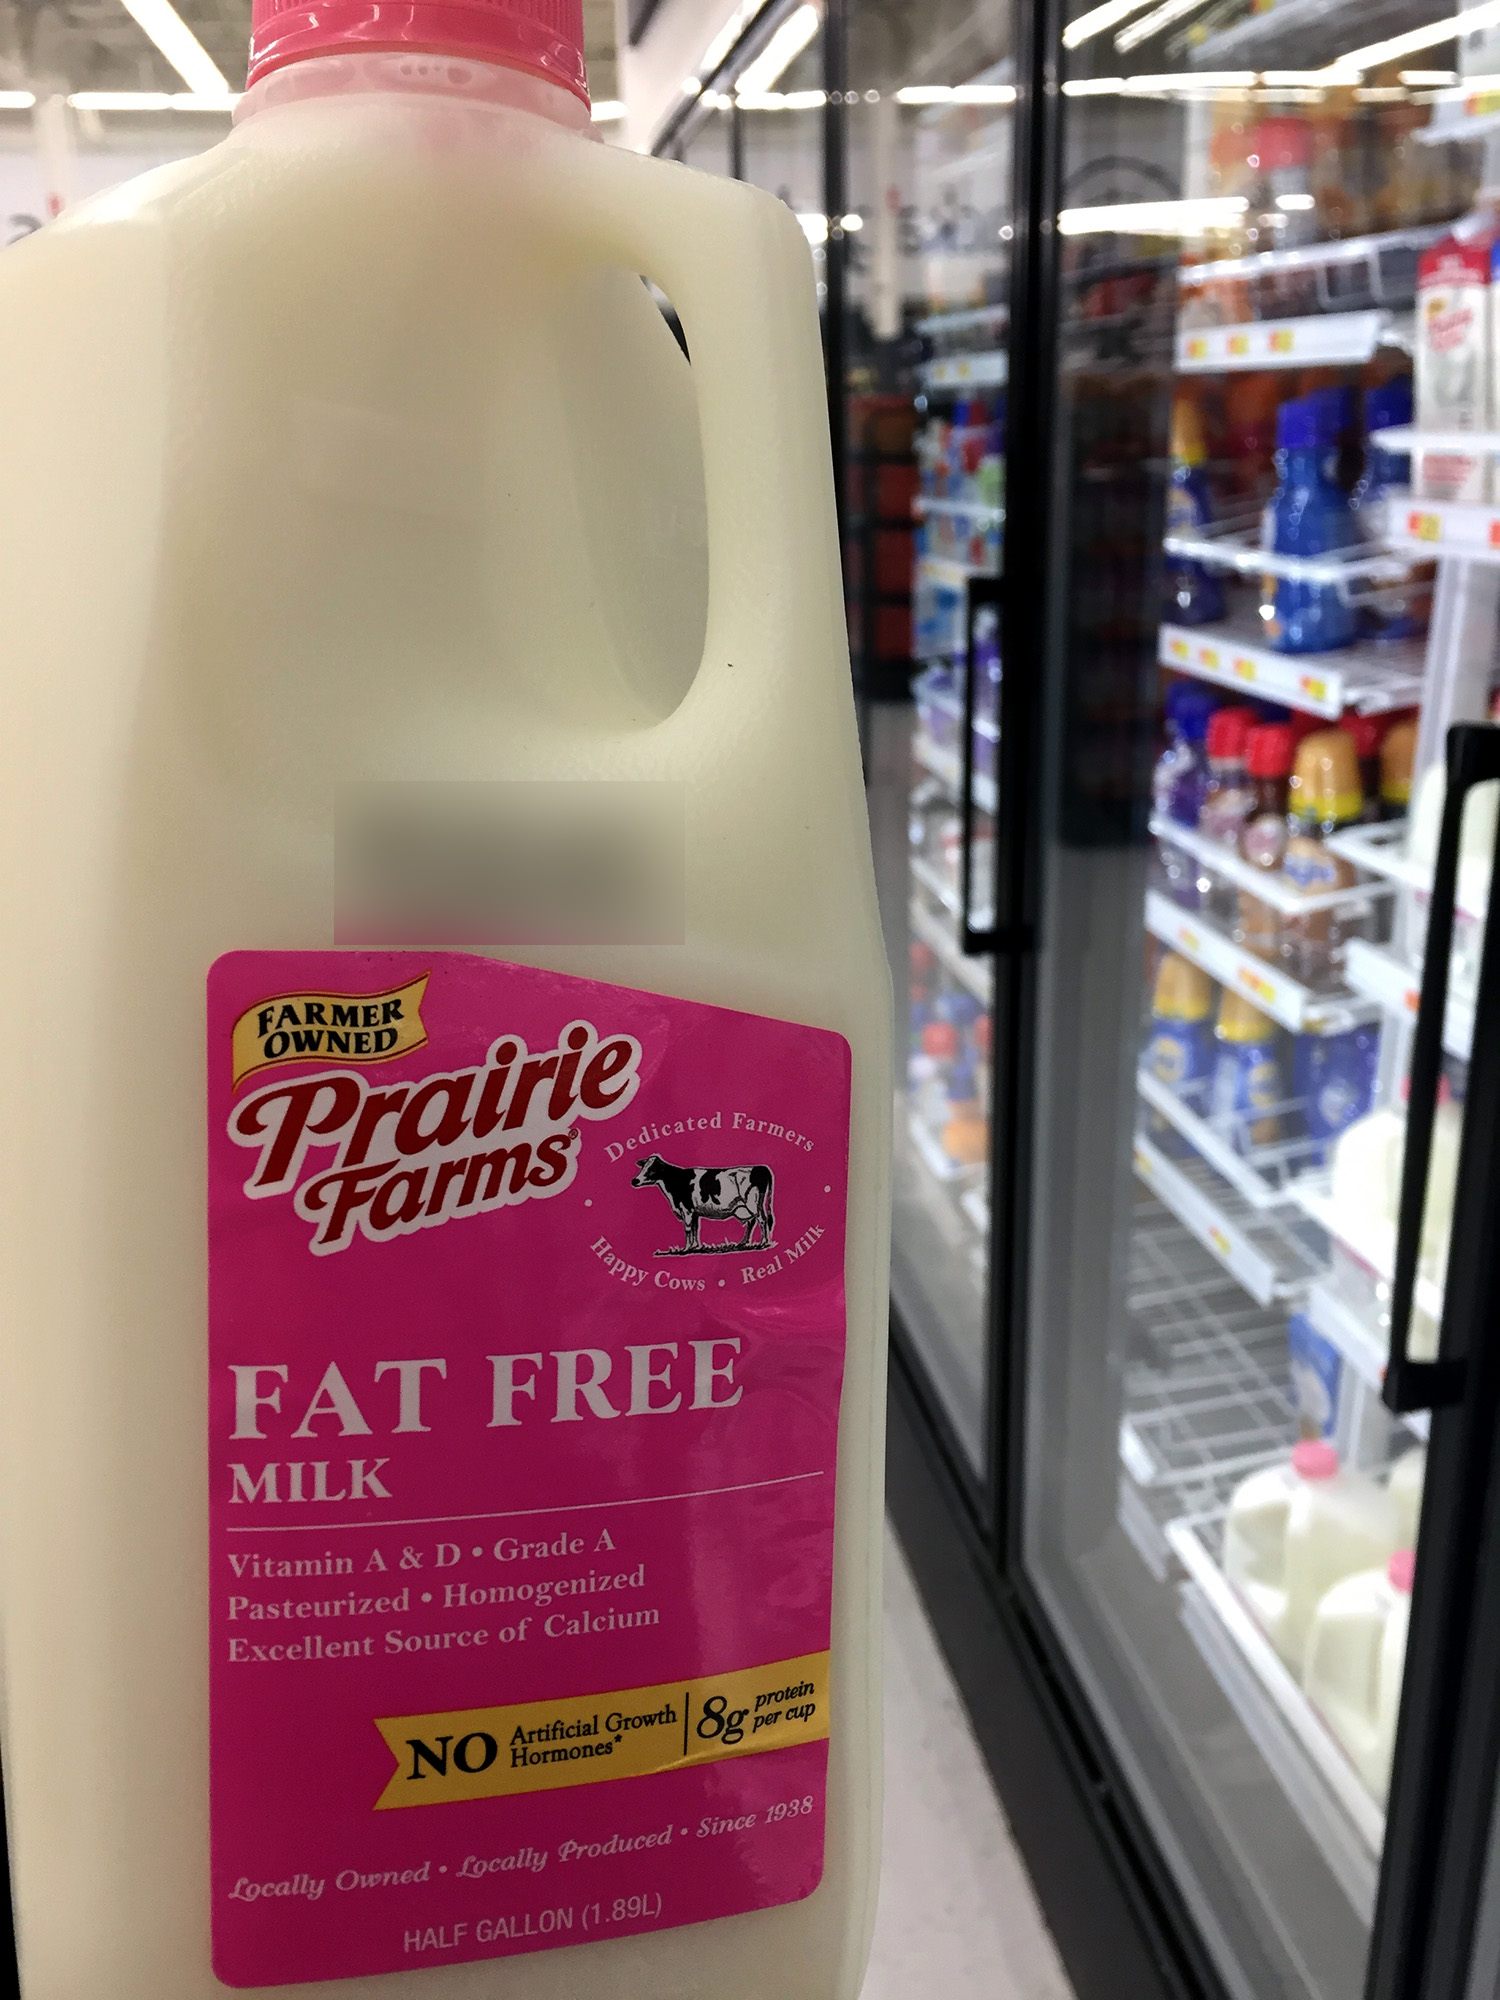 FARMER
OWNED
Prairie
Farms®
Dedicated Farmers
Happy Cows • Real Milk
FAT FREE
MILK
Vitamin A & D • Grade A
Pasteurized • Homogenized
Excellent Source of Calcium
NO Artificial Growth Hormones* | 8g protein per cup
Locally Owned • Locally Produced • Since 1938
HALF GALLON (1.89L)